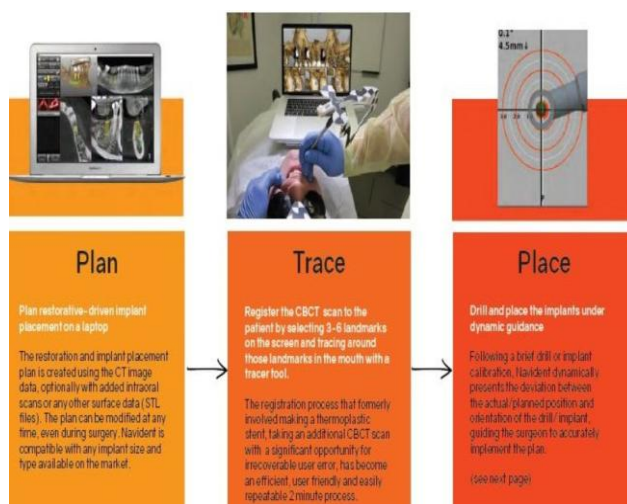 0.1°
4.5mm↓
Plan
Plan restorative-driven implant
placement on a laptop
The restoration and implant placement
plan is created using the CT image
data, optionally with added intraoral
scans or any other surface data (STL
files). The plan can be modified at any
time, even during surgery. Navident is
compatible with any implant size and
type available on the market.
Trace
Register the CBCT scan to the
patient by selecting 3-6 landmarks
on the screen and tracing around
those landmarks in the mouth with a
tracer tool.
The registration process that formerly
involved making a thermoplastic
stent, taking an additional CBCT scan
with a significant opportunity for
irrecoverable user error, has become
an efficient, user friendly and easily
repeatable 2 minute process.
Place
Drill and place the implants under
dynamic guidance
Following a brief drill or implant
calibration, Navident dynamically
presents the deviation between
the actual/planned position and
orientation of the drill/implant,
guiding the surgeon to accurately
implement the plan.
(see next page)